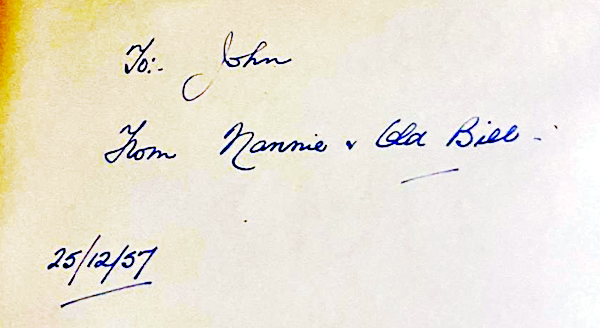 To:- John
From Nannie & Old Bill -
25/12/57